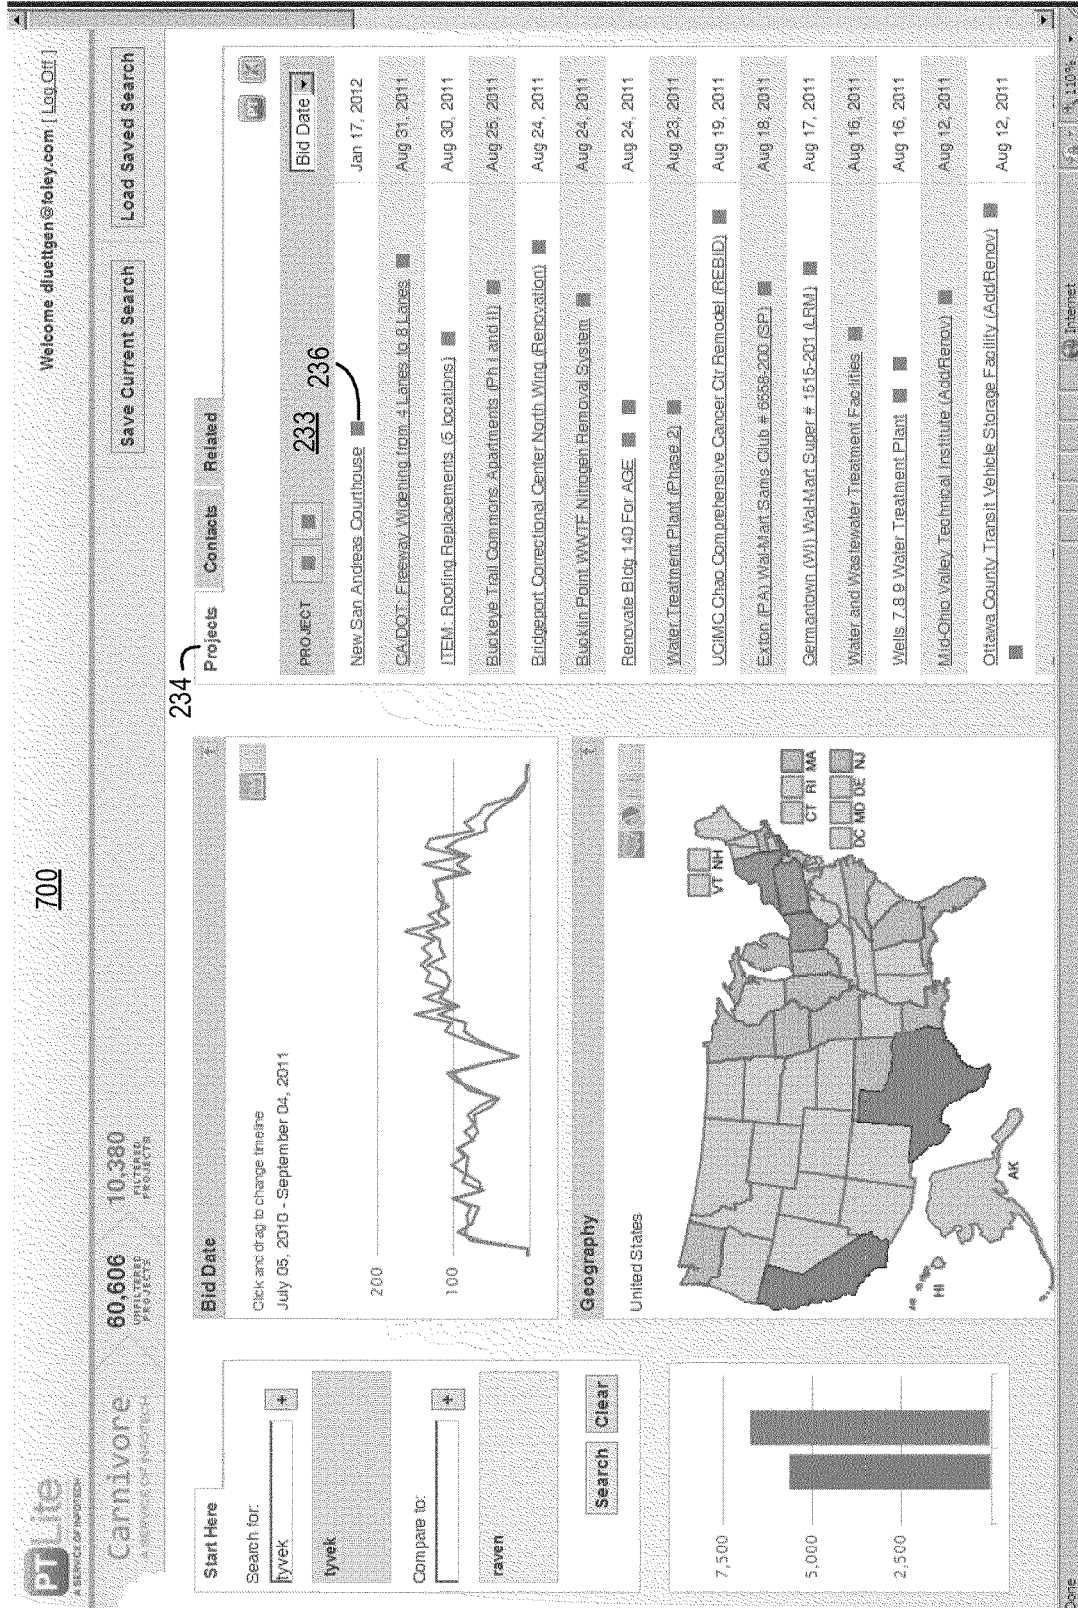 700
PT Lite
A SERVICE OF INFOTECH
Welcome dluettgen@foley.com [ Log Off ]
Carnivore
A SERVICE OF INFOTECH
60,606
UNFILTERED
PROJECTS
10,380
FILTERED
PROJECTS
Save Current Search
Load Saved Search
Start Here
Search for:
tyvek
+
tyvek
Compare to:
+
raven
Search
Clear
7,500
5,000
2,500
Bid Date
Click and drag to change timeline
July 05, 2010 - September 04, 2011
200
100
Geography
United States
VT NH
CT RI MA
DC MD DE NJ
HI
AK
234
Projects
Contacts
Related
PROJECT
233
236
Bid Date
New San Andreas Courthouse Jan 17, 2012
CA/DOT: Freeway Widening from 4 Lanes to 8 Lanes Aug 31, 2011
ITEM: Roofing Replacements (5 locations) Aug 30, 2011
Buckeye Trail Commons Apartments (Ph I and II) Aug 25, 2011
Bridgeport Correctional Center North Wing (Renovation) Aug 24, 2011
Bucklin Point WWTF Nitrogen Removal System Aug 24, 2011
Renovate Bldg 140 For AGE Aug 24, 2011
Water Treatment Plant (Phase 2) Aug 23, 2011
UCIMC Chao Comprehensive Cancer Ctr Remodel (REBID) Aug 19, 2011
Exton (PA) Wal-Mart Sams Club # 6658-200 (SP) Aug 18, 2011
Germantown (WI) Wal-Mart Super # 1515-201 (LRM) Aug 17, 2011
Water and Wastewater Treatment Facilities Aug 16, 2011
Wells 7,8,9 Water Treatment Plant Aug 16, 2011
Mid-Ohio Valley Technical Institute (Add/Renov) Aug 12, 2011
Ottawa County Transit Vehicle Storage Facility (Add/Renov) Aug 12, 2011
Done
Internet
110%